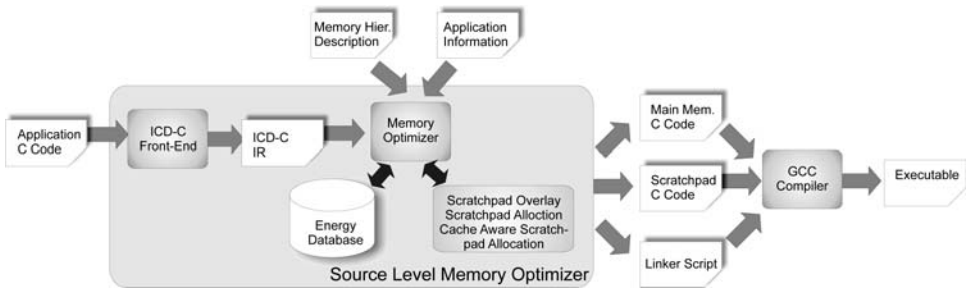 Memory Hier.
Description
Application
Information
Application
C Code
ICD-C
Front-End
ICD-C
IR
Memory
Optimizer
Energy
Database
Scratchpad Overlay
Scratchpad Alloction
Cache Aware Scratch-
pad Allocation
Source Level Memory Optimizer
Main Mem.
C Code
Scratchpad
C Code
Linker Script
GCC
Compiler
Executable